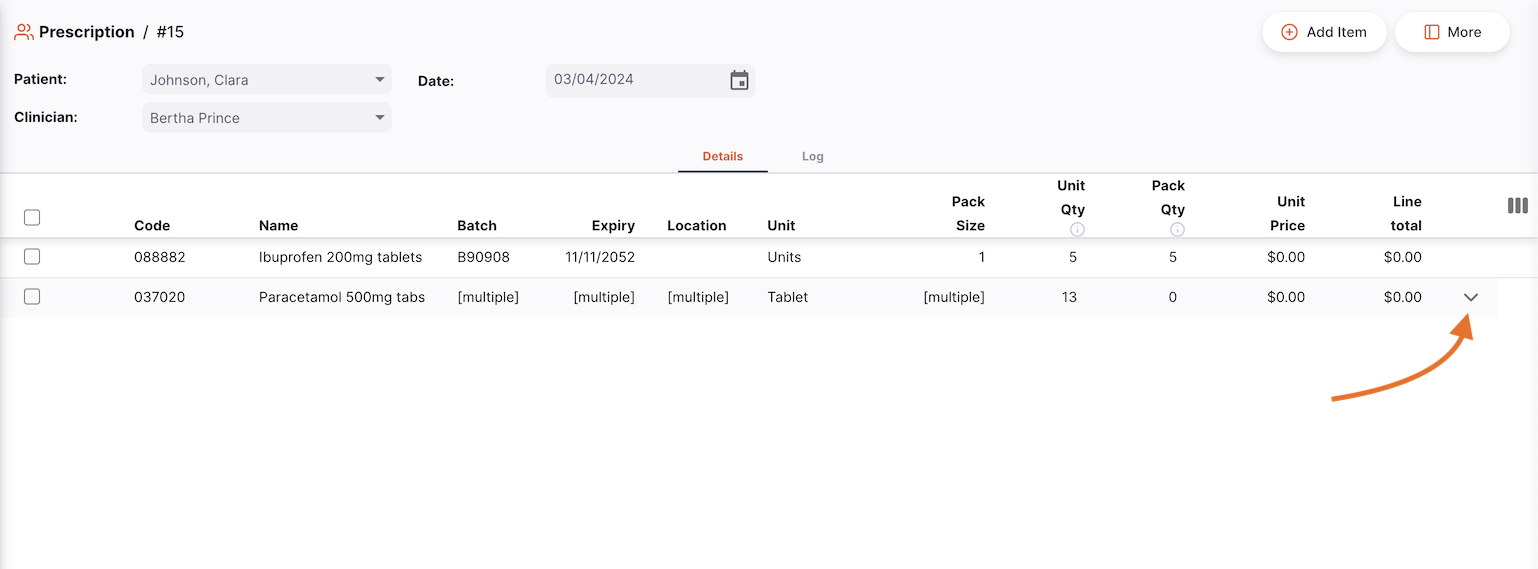 Prescription / #15
Add Item
More
Patient: Johnson, Clara Date: 03/04/2024
Clinician: Bertha Prince
Details Log
Code Name Batch Expiry Location Unit Pack Size Unit Qty Pack Qty Unit Price Line total
088882 Ibuprofen 200mg tablets B90908 11/11/2052 Units 1 5 5 $0.00 $0.00
037020 Paracetamol 500mg tabs [multiple] [multiple] [multiple] Tablet [multiple] 13 0 $0.00 $0.00